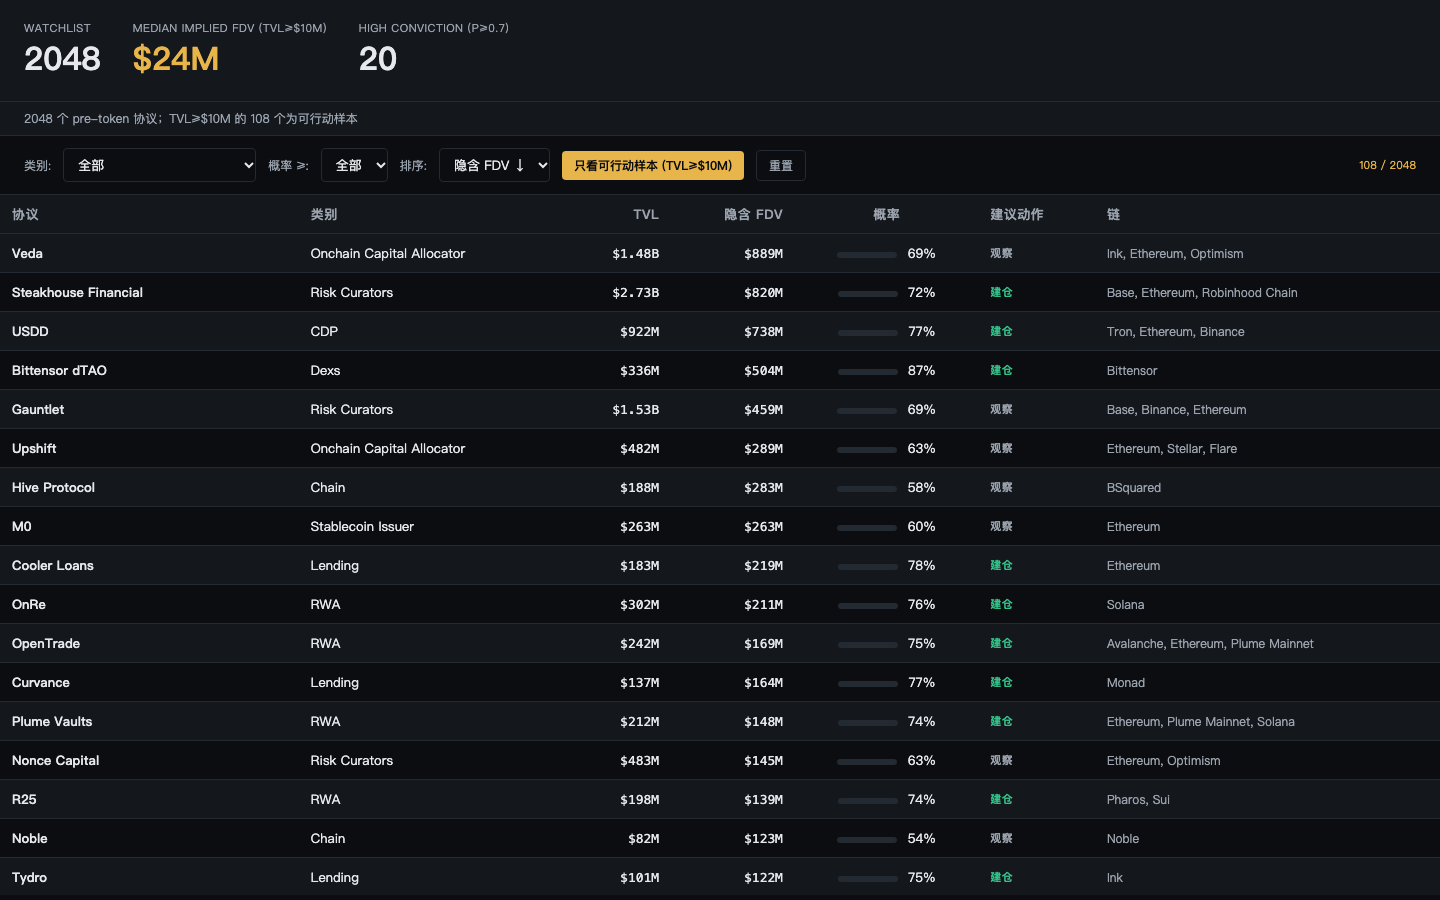 WATCHLIST MEDIAN IMPLIED FDV (TVL≥$10M) HIGH CONVICTION (P≥0.7)
2048 $24M 20
2048 个 pre-token 协议；TVL≥$10M 的 108 个为可行动样本
类别: 全部 概率 ≥: 全部 排序: 隐含 FDV ↓ 只看可行动样本 (TVL≥$10M) 重置 108 / 2048
协议 类别 TVL 隐含 FDV 概率 建议动作 链
Veda Onchain Capital Allocator $1.48B $889M 69% 观察 Ink, Ethereum, Optimism
Steakhouse Financial Risk Curators $2.73B $820M 72% 建仓 Base, Ethereum, Robinhood Chain
USDD CDP $922M $738M 77% 建仓 Tron, Ethereum, Binance
Bittensor dTAO Dexs $336M $504M 87% 建仓 Bittensor
Gauntlet Risk Curators $1.53B $459M 69% 观察 Base, Binance, Ethereum
Upshift Onchain Capital Allocator $482M $289M 63% 观察 Ethereum, Stellar, Flare
Hive Protocol Chain $188M $283M 58% 观察 BSquared
M0 Stablecoin Issuer $263M $263M 60% 观察 Ethereum
Cooler Loans Lending $183M $219M 78% 建仓 Ethereum
OnRe RWA $302M $211M 76% 建仓 Solana
OpenTrade RWA $242M $169M 75% 建仓 Avalanche, Ethereum, Plume Mainnet
Curvance Lending $137M $164M 77% 建仓 Monad
Plume Vaults RWA $212M $148M 74% 建仓 Ethereum, Plume Mainnet, Solana
Nonce Capital Risk Curators $483M $145M 63% 观察 Ethereum, Optimism
R25 RWA $198M $139M 74% 建仓 Pharos, Sui
Noble Chain $82M $123M 54% 观察 Noble
Tydro Lending $101M $122M 75% 建仓 Ink